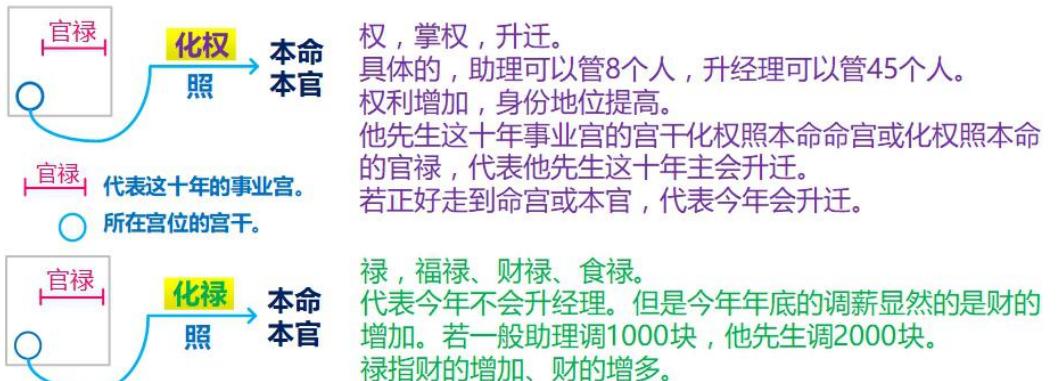 官禄
化权
照
本命
本官
权，掌权，升迁。
具体的，助理可以管8个人，升经理可以管45个人。
权利增加，身份地位提高。
他先生这十年事业宫的宫干化权照本命命宫或化权照本命
的官禄，代表他先生这十年主会升迁。
若正好走到命宫或本官，代表今年会升迁。
官禄 代表这十年的事业宫。
所在宫位的宫干。
官禄
化禄
照
本命
本官
禄，福禄、财禄、食禄。
代表今年不会升经理。但是今年年底的调薪显然的是财的
增加。若一般助理调1000块，他先生调2000块。
禄指财的增加、财的增多。